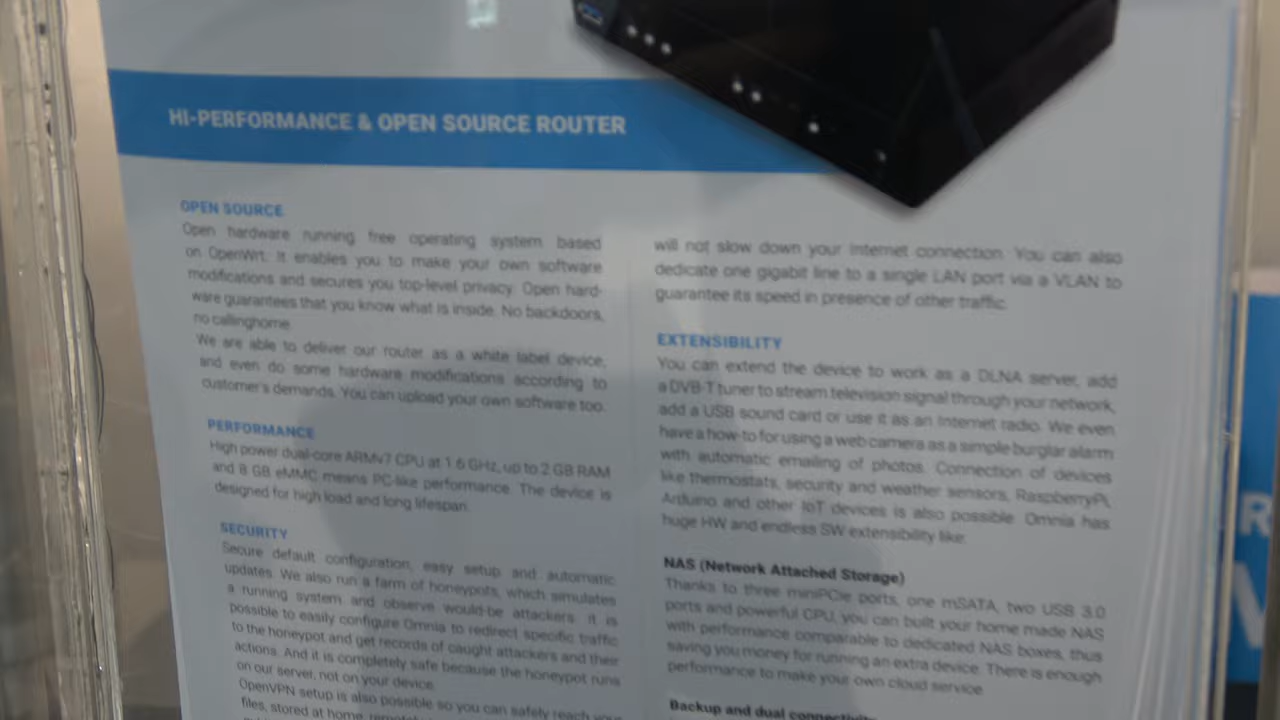 HI-PERFORMANCE & OPEN SOURCE ROUTER
OPEN SOURCE
Open hardware running free operating system based
on OpenWrt. It enables you to make your own software
modifications and secures you top-level privacy. Open hard-
ware guarantees that you know what is inside. No backdoors,
no callinghome.
We are able to deliver our router as a white label device,
and even do some hardware modifications according to
customer's demands. You can upload your own software too.
PERFORMANCE
High power dual-core ARMv7 CPU at 1.6 GHz, up to 2 GB RAM
and 8 GB eMMC means PC-like performance. The device is
designed for high load and long lifespan.
SECURITY
Secure default configuration, easy setup and automatic
updates. We also run a farm of honeypots, which simulates
a running system and observe would-be attackers. It is
possible to easily configure Omnia to redirect specific traffic
to the honeypot and get records of caught attackers and their
actions. And it is completely safe because the honeypot runs
on our server, not on your device.
OpenVPN setup is also possible so you can safely reach your
files, stored at home, remotely
will not slow down your internet connection. You can also
dedicate one gigabit line to a single LAN port via a VLAN to
guarantee its speed in presence of other traffic.
EXTENSIBILITY
You can extend the device to work as a DLNA server, add
a DVB-T tuner to stream television signal through your network,
add a USB sound card or use it as an Internet radio. We even
have a how-to for using a web camera as a simple burglar alarm
with automatic emailing of photos. Connection of devices
like thermostats, security and weather sensors, RaspberryPi,
Arduino and other IoT devices is also possible. Omnia has
huge HW and endless SW extensibility like:
NAS (Network Attached Storage)
Thanks to three miniPCIe ports, one mSATA, two USB 3.0
ports and powerful CPU, you can built your home made NAS
with performance comparable to dedicated NAS boxes, thus
saving you money for running an extra device. There is enough
performance to make your own cloud service.
Backup and dual connectivity
R